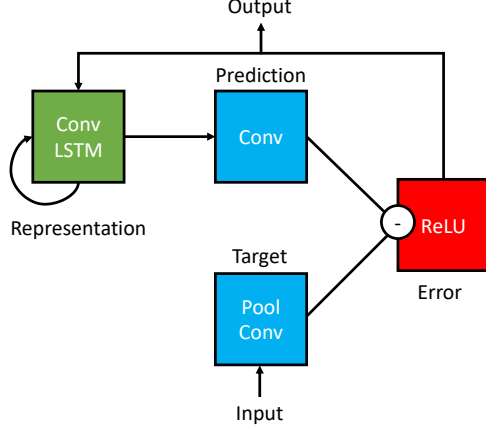 Output
Prediction
Conv
LSTM
Conv
Representation
-
ReLU
Target
Error
Pool
Conv
Input